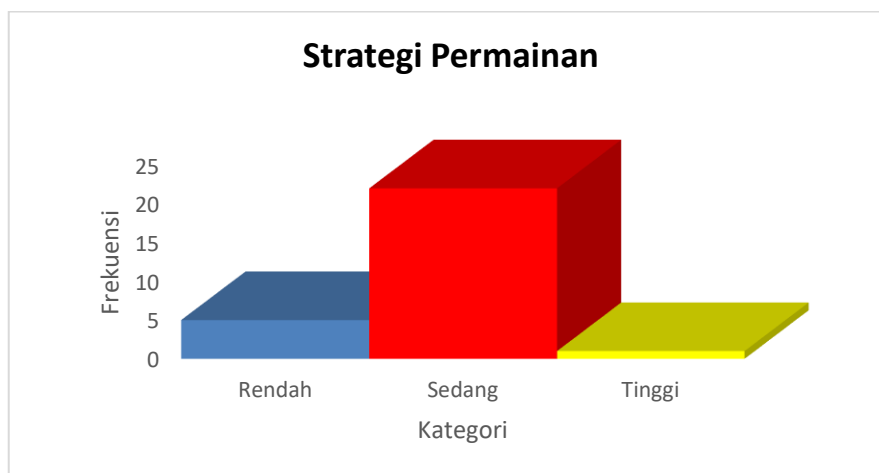 Strategi Permainan
25
20
15
10
5
0
Frekuensi
Rendah Sedang Tinggi
Kategori